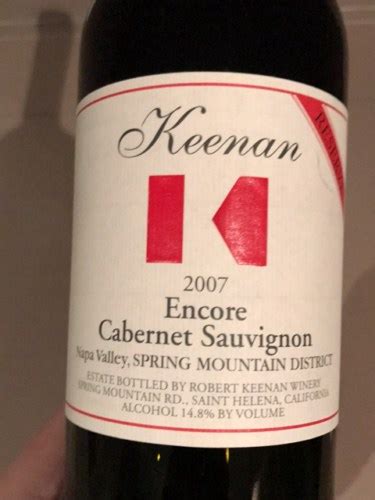 Keenan
RESERVE
2007
Encore
Cabernet Sauvignon
Napa Valley, SPRING MOUNTAIN DISTRICT
ESTATE BOTTLED BY ROBERT KEENAN WINERY
SPRING MOUNTAIN RD., SAINT HELENA, CALIFORNIA
ALCOHOL 14.8% BY VOLUME